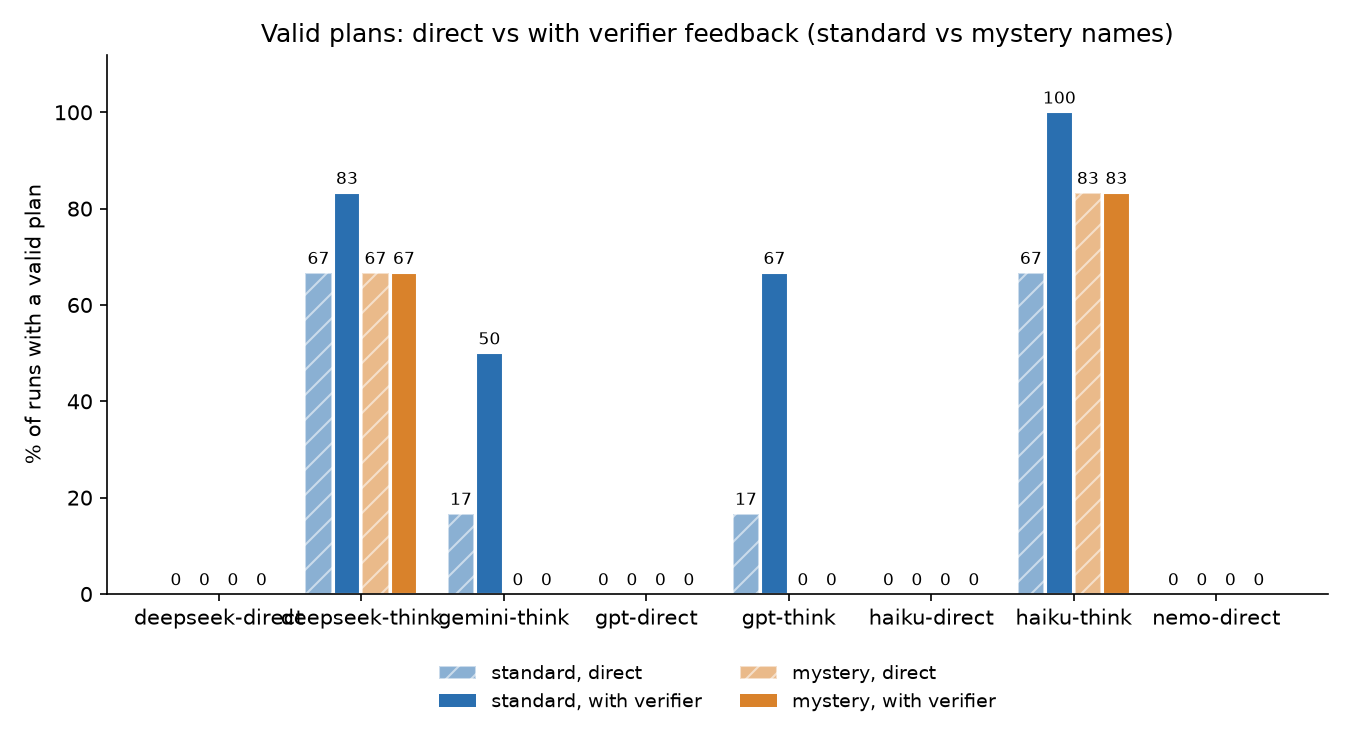 Valid plans: direct vs with verifier feedback (standard vs mystery names)
% of runs with a valid plan
100
80
60
40
20
0
0 0 0 0
67 83 67 67
17 50 0 0
0 0 0 0
17 67 0 0
0 0 0 0
67 100 83 83
0 0 0 0
deepseek-direct deepseek-think gemini-think gpt-direct gpt-think haiku-direct haiku-think nemo-direct
standard, direct
standard, with verifier
mystery, direct
mystery, with verifier